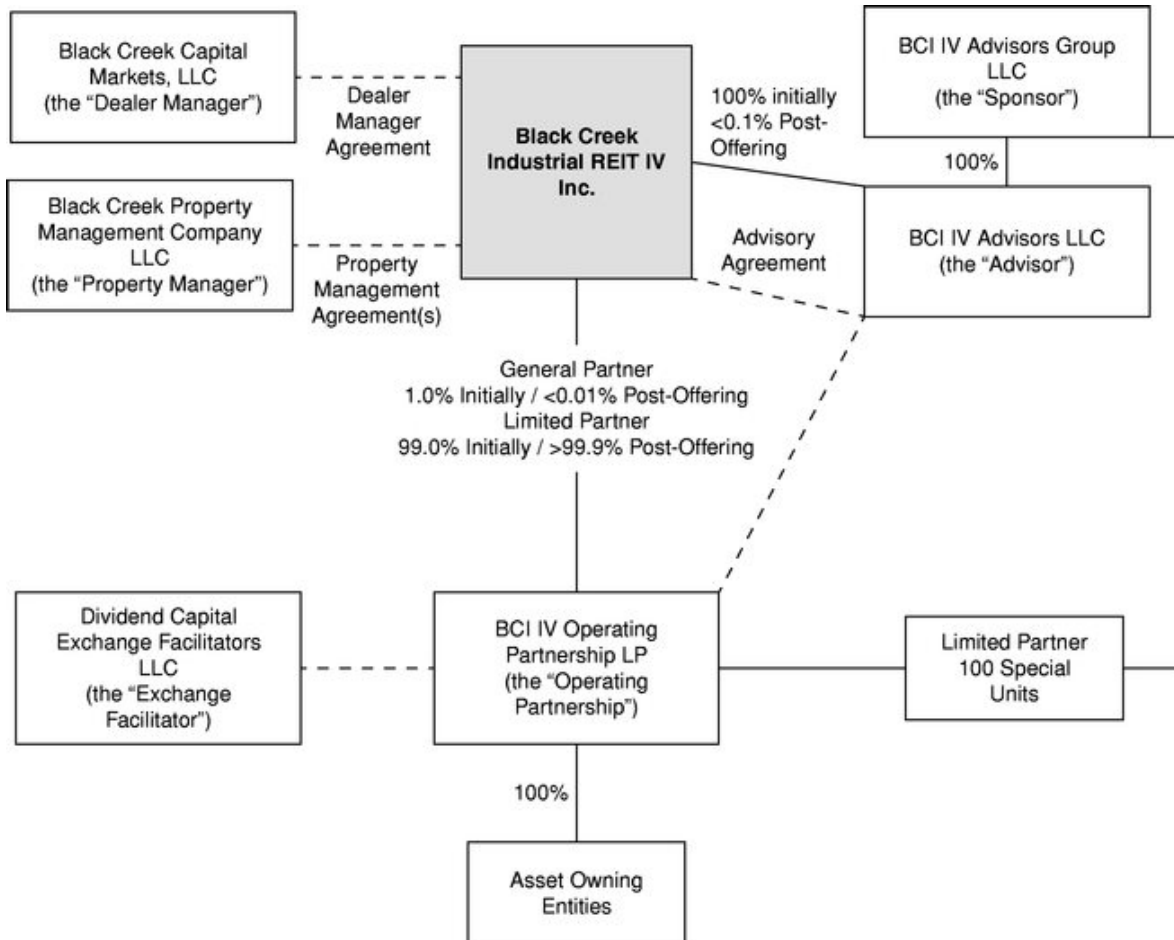 Black Creek Capital
Markets, LLC
(the “Dealer Manager”)
Dealer
Manager
Agreement
Black Creek
Industrial REIT IV
Inc.
100% initially
<0.1% Post-
Offering
BCI IV Advisors Group
LLC
(the “Sponsor”)
100%
Black Creek Property
Management Company
LLC
(the “Property Manager”)
Property
Management
Agreement(s)
Advisory
Agreement
BCI IV Advisors LLC
(the “Advisor”)
General Partner
1.0% Initially / <0.01% Post-Offering
Limited Partner
99.0% Initially / >99.9% Post-Offering
Dividend Capital
Exchange Facilitators
LLC
(the “Exchange
Facilitator”)
BCI IV Operating
Partnership LP
(the “Operating
Partnership”)
Limited Partner
100 Special
Units
100%
Asset Owning
Entities